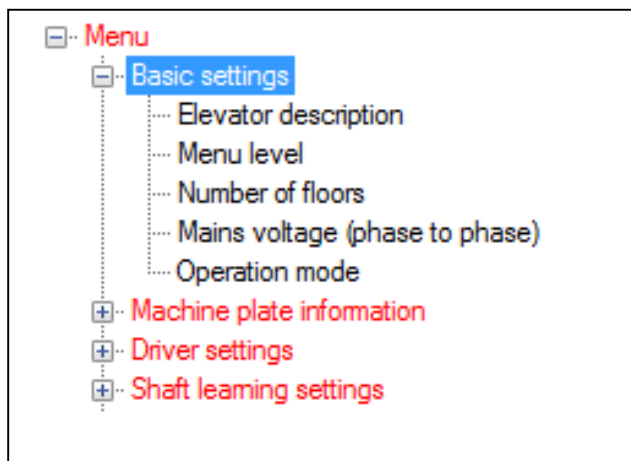 Menu
Basic settings
Elevator description
Menu level
Number of floors
Mains voltage (phase to phase)
Operation mode
Machine plate information
Driver settings
Shaft learning settings